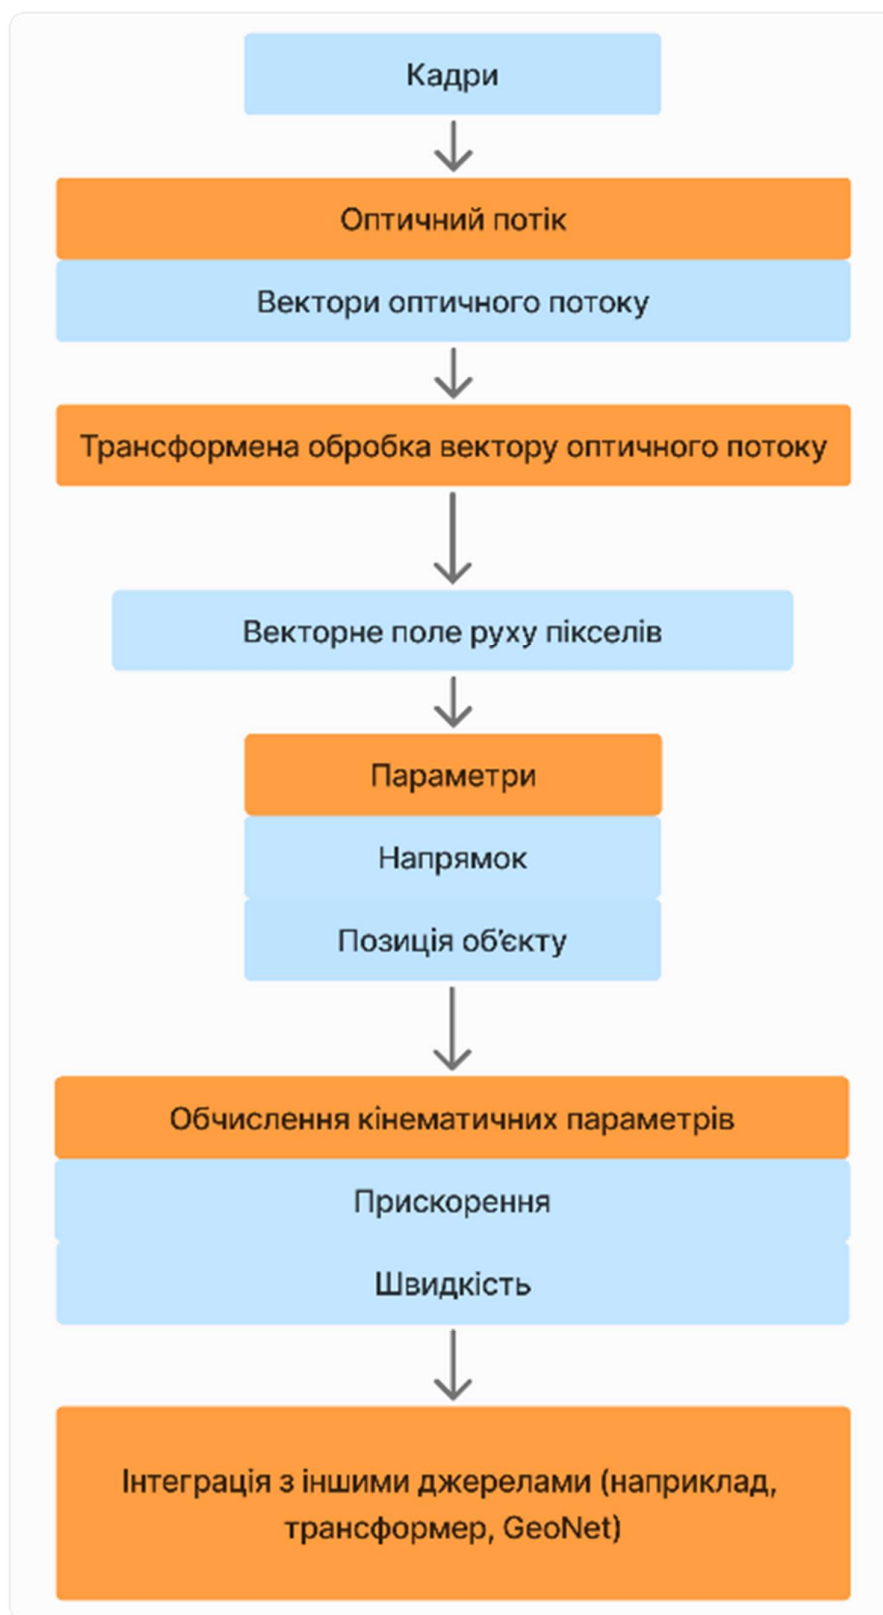 Кадри
Оптичний потік
Вектори оптичного потоку
Трансформена обробка вектору оптичного потоку
Векторне поле руху пікселів
Параметри
Напрямок
Позиція об’єкту
Обчислення кінематичних параметрів
Прискорення
Швидкість
Інтеграція з іншими джерелами (наприклад,
трансформер, GeoNet)